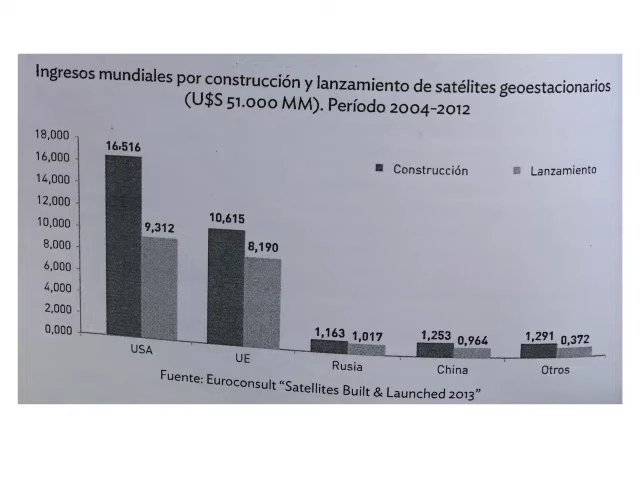 Ingresos mundiales por construcción y lanzamiento de satélites geoestacionarios
(U$S 51.000 MM). Período 2004-2012
18,000
16,000
14,000
12,000
10,000
8,000
6,000
4,000
2,000
0,000
16,516
9,312
10,615
8,190
1,163
1,017
1,253
0,964
1,291
0,372
Construcción
Lanzamiento
USA
UE
Rusia
China
Otros
Fuente: Euroconsult “Satellites Built & Launched 2013”